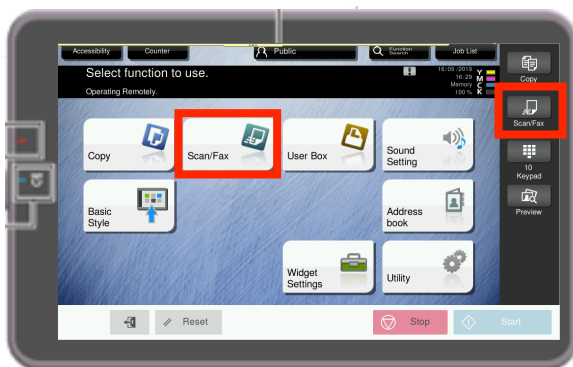 Accessibility
Counter
Public
Function
Search
Job List
Select function to use.
Operating Remotely.
16/05/2019
16:29
Memory
100 %
Y
M
C
K
Copy
Scan/Fax
10
Keypad
Preview
Copy
Scan/Fax
User Box
Sound
Setting
Basic
Style
Address
book
Widget
Settings
Utility
Reset
Stop
Start